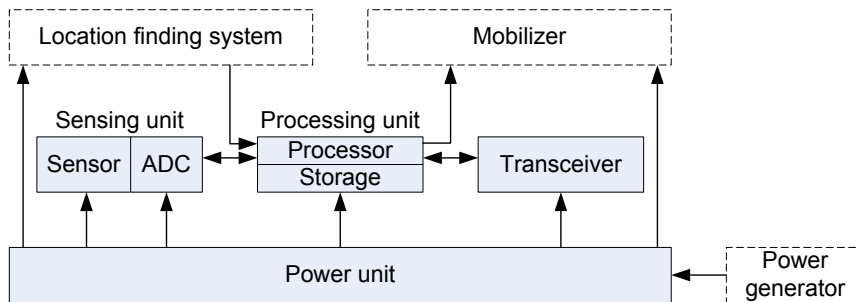 Location finding system
Mobilizer
Sensing unit
Processing unit
Sensor
ADC
Processor
Storage
Transceiver
Power unit
Power
generator